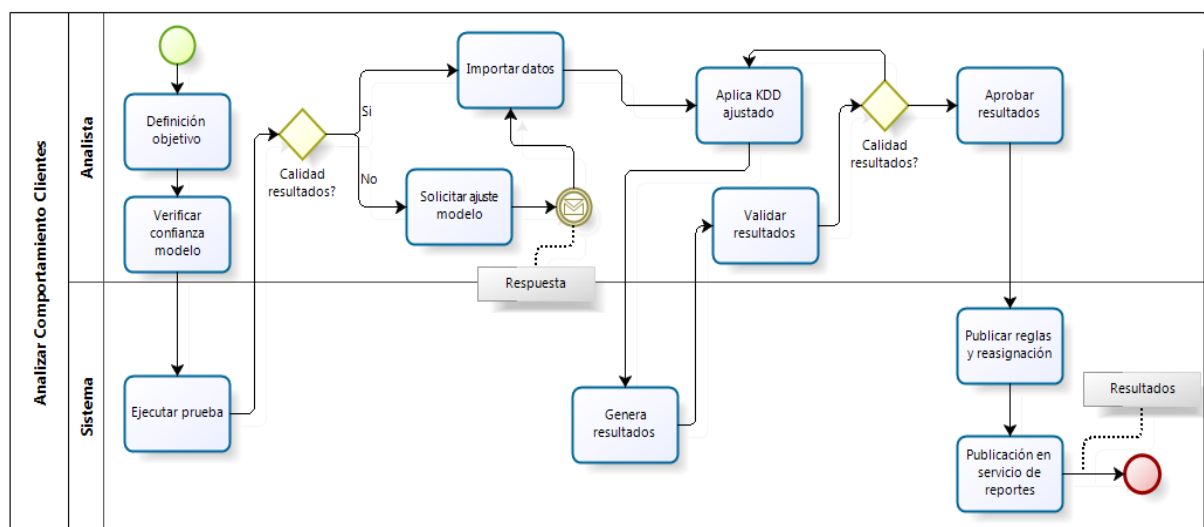 Analizar Comportamiento Clientes
Analista
Definición
objetivo
Verificar
confianza
modelo
Calidad
resultados?
Si
No
Importar datos
Solicitar ajuste
modelo
Respuesta
Aplica KDD
ajustado
Validar
resultados
Calidad
resultados?
Aprobar
resultados
Sistema
Ejecutar prueba
Genera
resultados
Publicar reglas
y reasignación
Resultados
Publicación en
servicio de
reportes